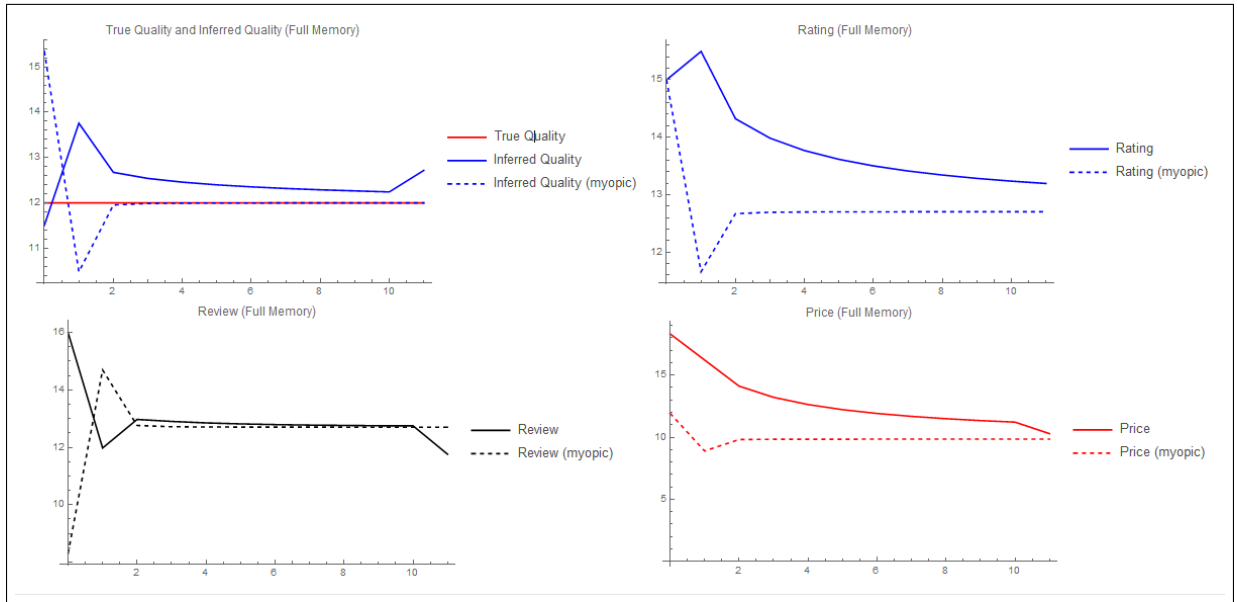 True Quality and Inferred Quality (Full Memory)
15
14
13
12
11
2
4
6
8
10
True Quality
Inferred Quality
Inferred Quality (myopic)
Rating (Full Memory)
15
14
13
12
2
4
6
8
10
Rating
Rating (myopic)
Review (Full Memory)
16
14
12
10
2
4
6
8
10
Review
Review (myopic)
Price (Full Memory)
15
10
5
2
4
6
8
10
Price
Price (myopic)